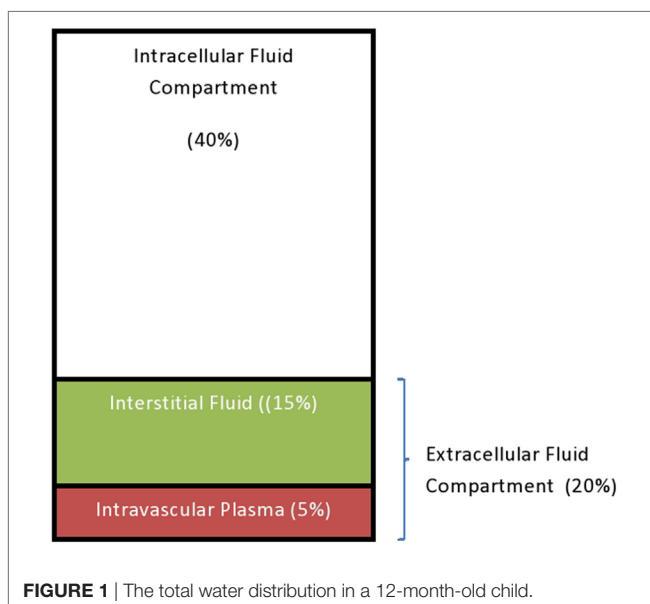 Intracellular Fluid
Compartment
(40%)
Interstitial Fluid ((15%)
Intravascular Plasma (5%)
Extracellular Fluid
Compartment (20%)
FIGURE 1 | The total water distribution in a 12-month-old child.